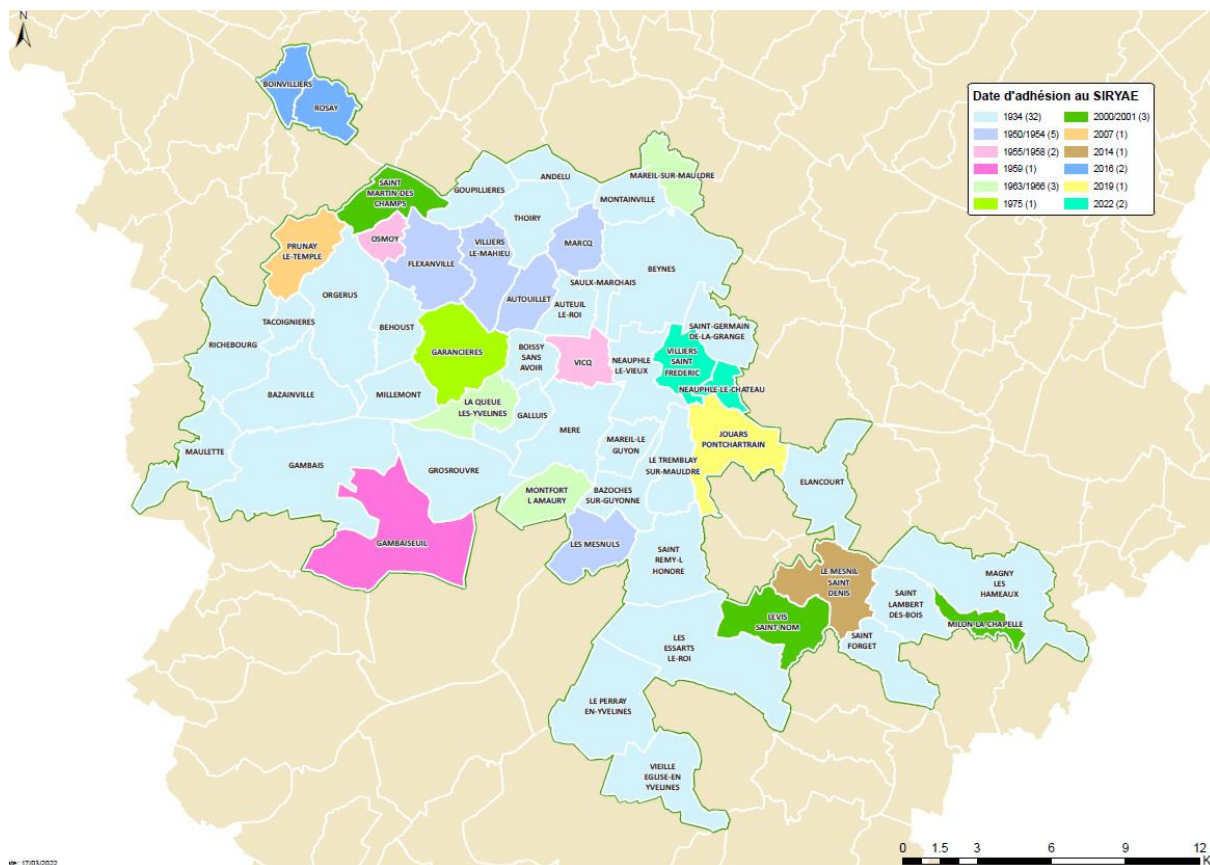 N
BOINVILLIERS
ROSAY
Date d'adhésion au SIRYAE
1934 (32)
1950/1954 (5)
1955/1958 (2)
1959 (1)
1963/1966 (3)
1975 (1)
2000/2001 (3)
2007 (1)
2014 (1)
2016 (2)
2019 (1)
2022 (2)
SAINT
MARTIN-DES
CHAMPS
GOUPILLIERES
ANDELU
MAREIL-SUR-MAULDRE
MONTAINVILLE
THOIRY
OSMOY
PRUNAY
LE-TEMPLE
FLEXANVILLE
VILLIERS
LE-MAHIEU
MARCQ
BEYNES
SAULX-MARCHAIS
ORGERUS
AUTOUILLET
AUTEUIL
LE-ROI
TACOIGNIERES
BEHOUST
SAINT-GERMAIN
DE-LA-GRANGE
RICHEBOURG
GARANCIERES
BOISSY
SANS
AVOIR
VICQ
NEAUPHLE
LE-VIEUX
VILLIERS
SAINT
FREDERIC
NEAUPHLE-LE-CHATEAU
BAZAINVILLE
MILLEMONT
LA QUEUE
LES-YVELINES
GALLUIS
MERE
MAREIL-LE
GUYON
JOUARS
PONTCHARTRAIN
MAULETTE
GAMBAIS
GROSROUVRE
LE TREMBLAY
SUR-MAULDRE
ELANCOURT
MONTFORT
L AMAURY
BAZOCHES
SUR-GUYONNE
GAMBAISEUIL
LES MESNULS
SAINT
REMY-L
HONORE
LE MESNIL
SAINT
DENIS
MAGNY
LES
HAMEAUX
SAINT
LAMBERT
DES-BOIS
LEVIS
SAINT-NOM
MILON-LA-CHAPELLE
SAINT
FORGET
LES
ESSARTS
LE-ROI
LE PERRAY
EN-YVELINES
VIEILLE
EGLISE-EN
YVELINES
0 1.5 3 6 9 12
K
17/03/2022